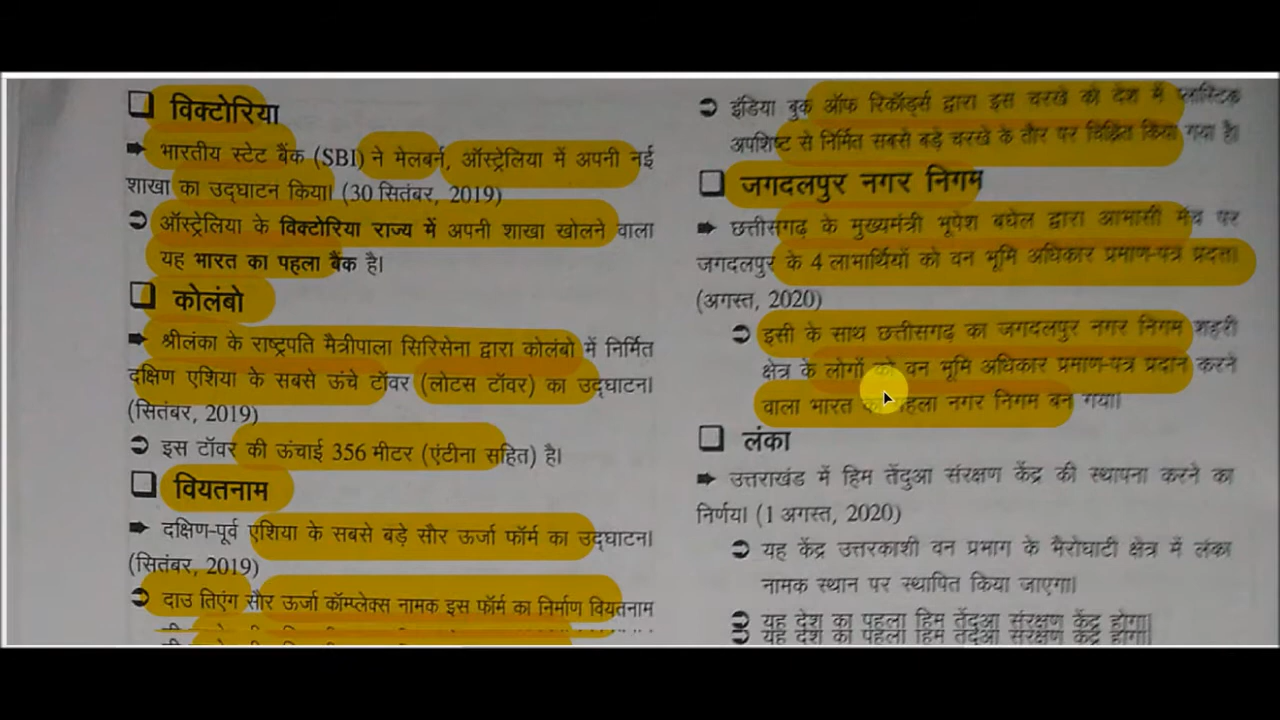 ❑ विक्टोरिया
➡ भारतीय स्टेट बैंक (SBI) ने मेलबर्न, ऑस्ट्रेलिया में अपनी नई
शाखा का उद्घाटन किया। (30 सितंबर, 2019)
➲ ऑस्ट्रेलिया के विक्टोरिया राज्य में अपनी शाखा खोलने वाला
यह भारत का पहला बैंक है।
❑ कोलंबो
➡ श्रीलंका के राष्ट्रपति मैत्रीपाला सिरिसेना द्वारा कोलंबो में निर्मित
दक्षिण एशिया के सबसे ऊंचे टॉवर (लोटस टॉवर) का उद्घाटन।
(सितंबर, 2019)
➲ इस टॉवर की ऊंचाई 356 मीटर (एंटीना सहित) है।
❑ वियतनाम
➡ दक्षिण-पूर्व एशिया के सबसे बड़े सौर ऊर्जा फॉर्म का उद्घाटन।
(सितंबर, 2019)
➲ दाउ तिएंग सौर ऊर्जा कॉम्प्लेक्स नामक इस फॉर्म का निर्माण वियतनाम
➲ इंडिया बुक ऑफ रिकॉर्ड्स द्वारा इस चरखे को देश में प्लास्टिक
अपशिष्ट से निर्मित सबसे बड़े चरखे के तौर पर चिह्नित किया गया है।
❑ जगदलपुर नगर निगम
➡ छत्तीसगढ़ के मुख्यमंत्री भूपेश बघेल द्वारा आभासी मंच पर
जगदलपुर के 4 लाभार्थियों को वन भूमि अधिकार प्रमाण-पत्र प्रदत्त।
(अगस्त, 2020)
➲ इसी के साथ छत्तीसगढ़ का जगदलपुर नगर निगम शहरी
क्षेत्र के लोगों को वन भूमि अधिकार प्रमाण-पत्र प्रदान करने
वाला भारत का पहला नगर निगम बन गया।
❑ लंका
➡ उत्तराखंड में हिम तेंदुआ संरक्षण केंद्र की स्थापना करने का
निर्णय। (1 अगस्त, 2020)
➲ यह केंद्र उत्तरकाशी वन प्रभाग के भैरोघाटी क्षेत्र में लंका
नामक स्थान पर स्थापित किया जाएगा।
➲ यह देश का पहला हिम तेंदुआ संरक्षण केंद्र होगा।
➲ यह देश का पहला हिम तेंदुआ संरक्षण केंद्र होगा।